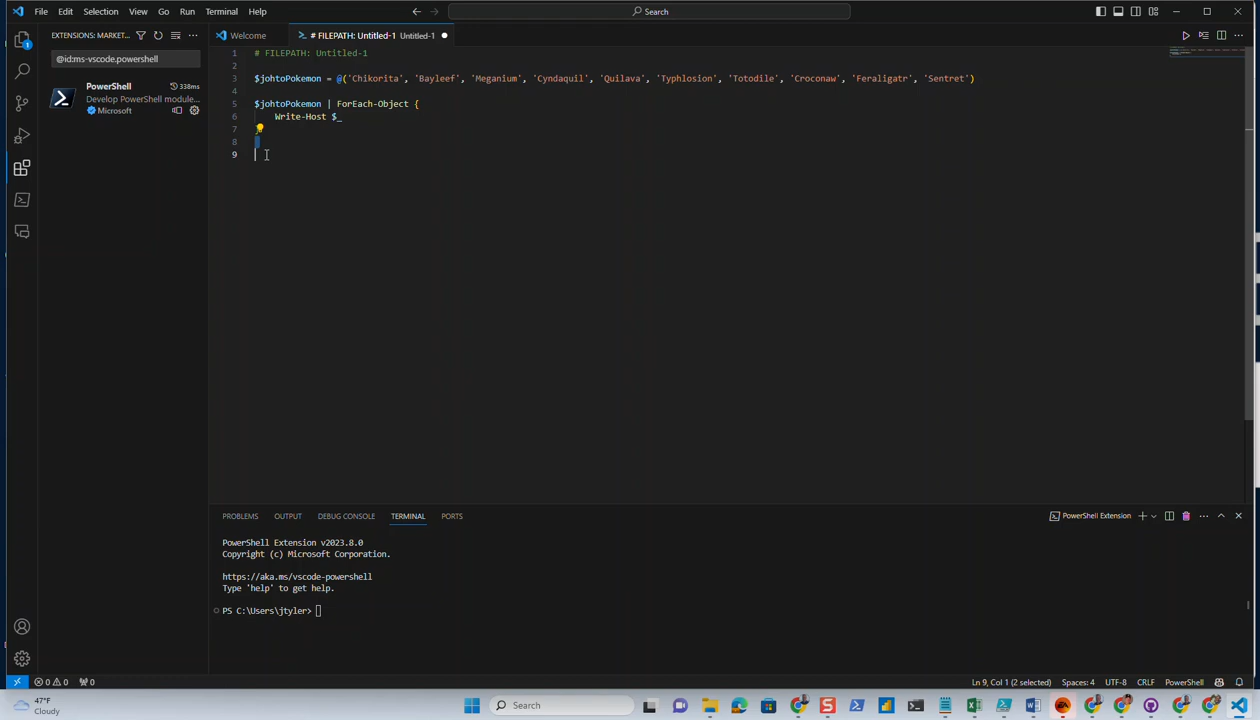 File Edit Selection View Go Run Terminal Help
Search
EXTENSIONS: MARKET...
Welcome
# FILEPATH: Untitled-1 Untitled-1
@id:ms-vscode.powershell
PowerShell 338ms
Develop PowerShell module...
Microsoft
1
1 # FILEPATH: Untitled-1
2
3 $johtoPokemon = @('Chikorita', 'Bayleef', 'Meganium', 'Cyndaquil', 'Quilava', 'Typhlosion', 'Totodile', 'Croconaw', 'Feraligatr', 'Sentret')
4
5 $johtoPokemon | ForEach-Object {
6 Write-Host $_
7
8
9
PROBLEMS OUTPUT DEBUG CONSOLE TERMINAL PORTS
PowerShell Extension
PowerShell Extension v2023.8.0
Copyright (c) Microsoft Corporation.
https://aka.ms/vscode-powershell
Type 'help' to get help.
PS C:\Users\jtyler>
0 0 0
Ln 9, Col 1 (2 selected) Spaces: 4 UTF-8 CRLF PowerShell
47°F
Cloudy
Search